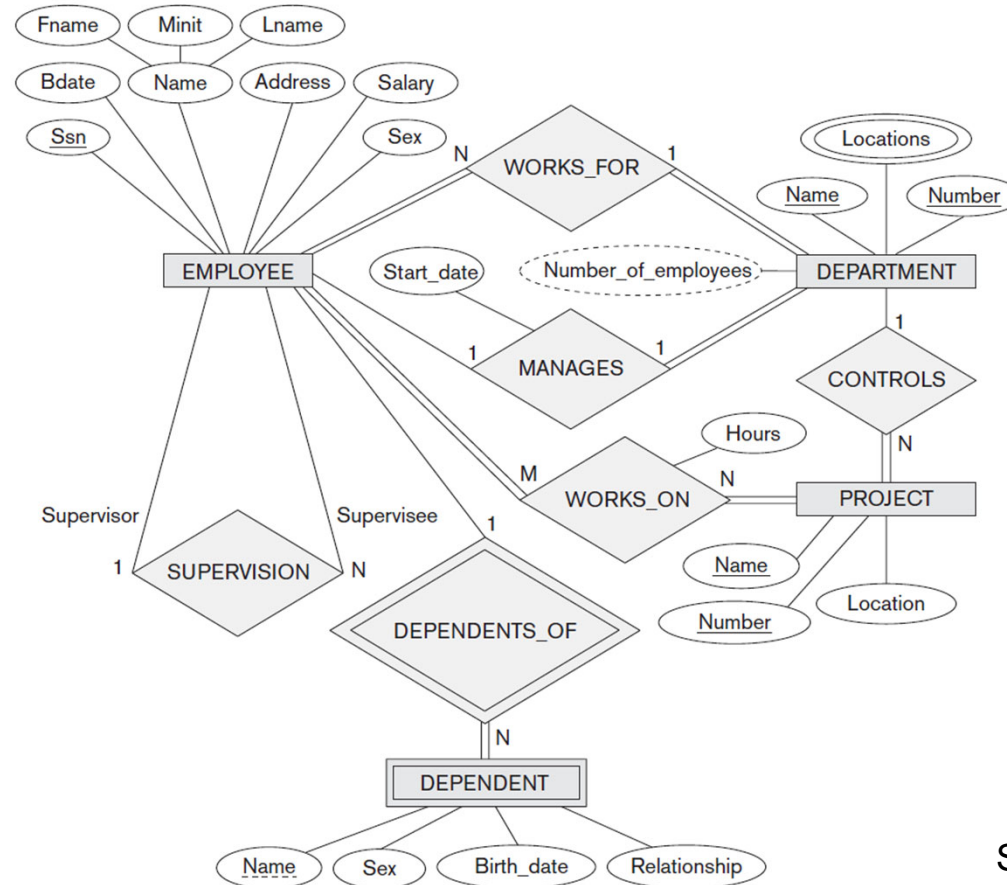 Fname Minit Lname
Bdate Name Address Salary
Ssn Sex
N WORKS_FOR 1
Locations
Name Number
EMPLOYEE Start_date Number_of_employees DEPARTMENT
1 MANAGES 1
1
CONTROLS
N
Hours
M WORKS_ON N PROJECT
Supervisor Supervisee 1
1 SUPERVISION N
Name
Number Location
DEPENDENTS_OF
N
DEPENDENT
Name Sex Birth_date Relationship
S